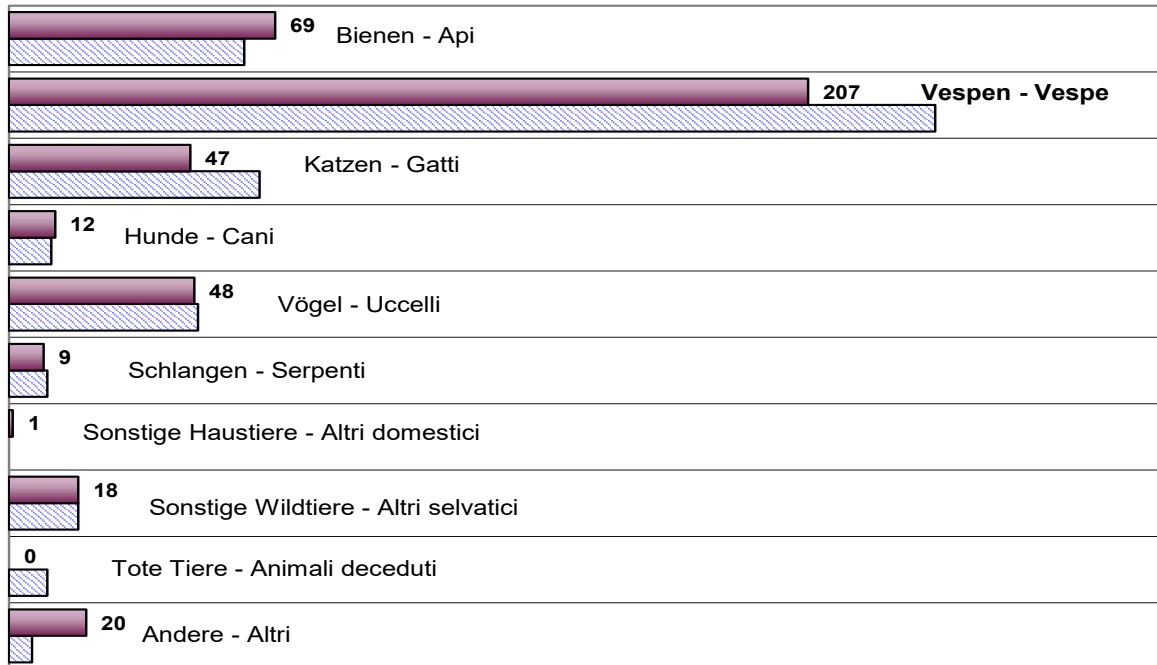 69 Bienen - Api
207 Vespen - Vespe
47 Katzen - Gatti
12 Hunde - Cani
48 Vögel - Uccelli
9 Schlangen - Serpenti
1 Sonstige Haustiere - Altri domestici
18 Sonstige Wildtiere - Altri selvatici
0 Tote Tiere - Animali deceduti
20 Andere - Altri